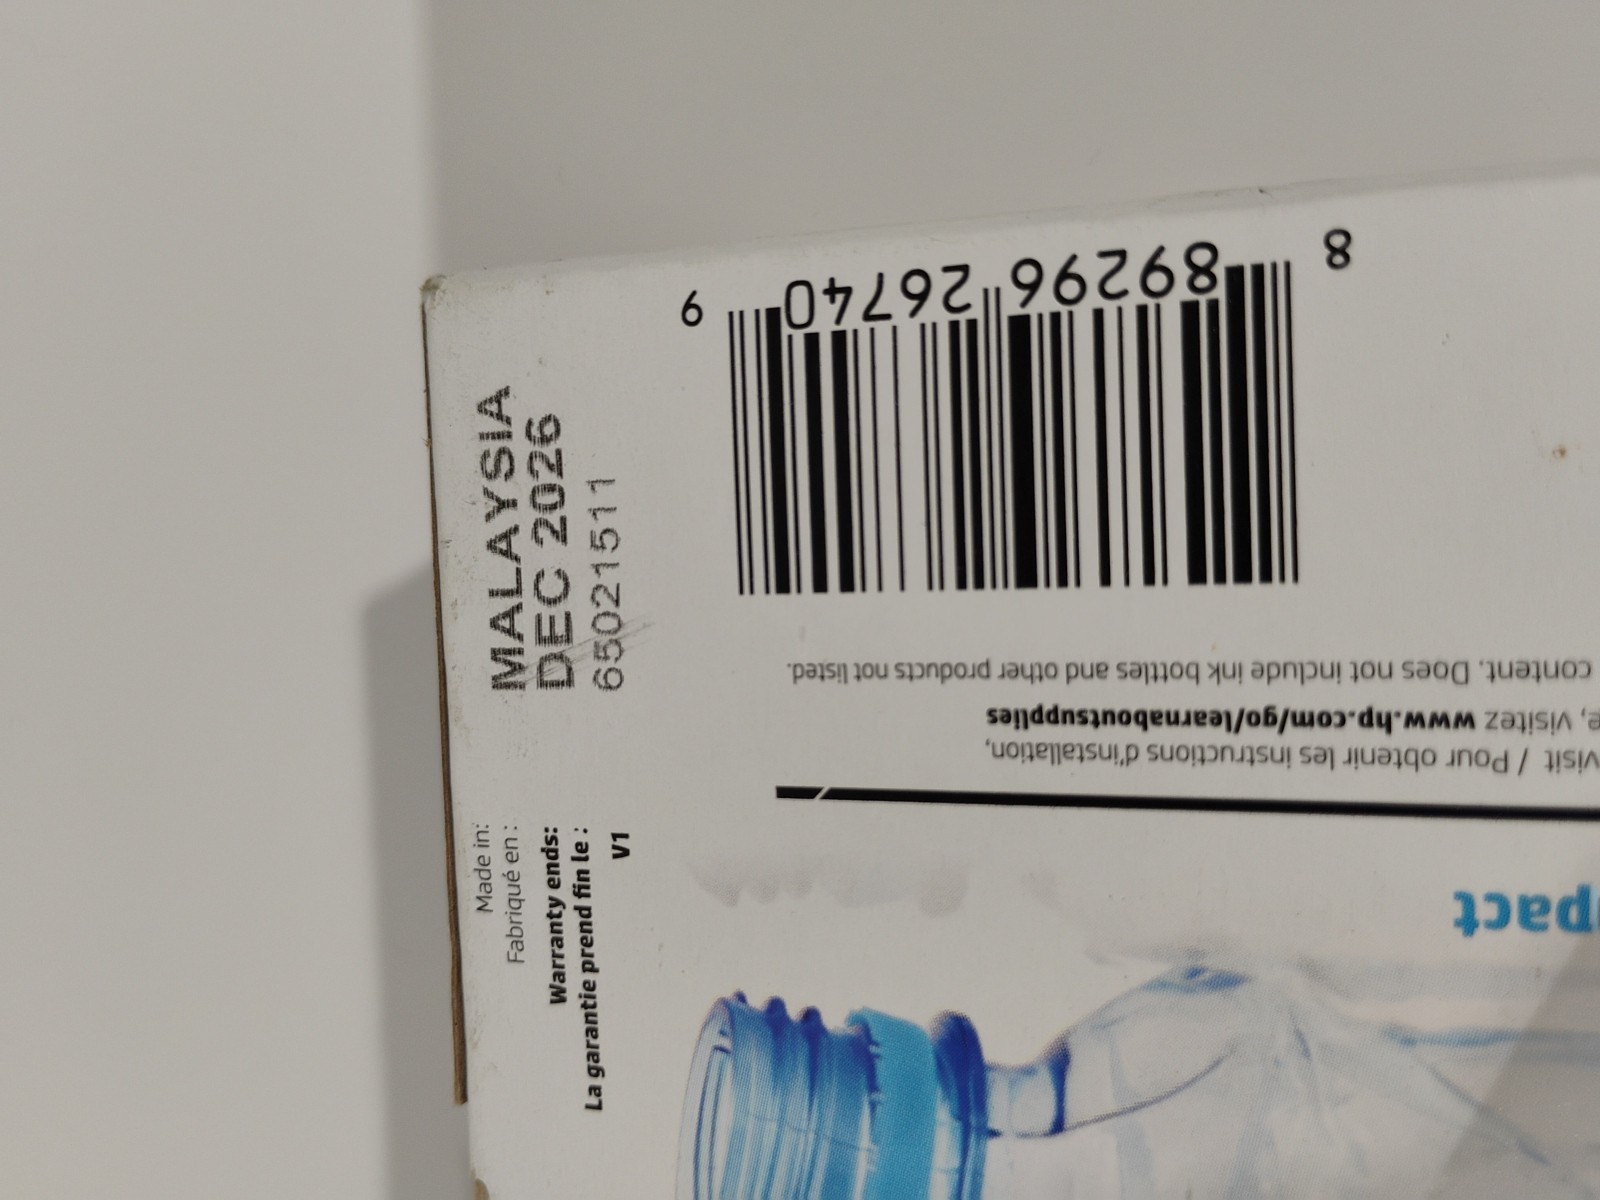 8 89296 26740 9
MALAYSIA
DEC 2026
65021511
Made in:
Fabriqué en :
Warranty ends:
La garantie prend fin le :
V1
pact
visit / Pour obtenir les instructions d'installation,
e, visitez www.hp.com/go/learnaboutsupplies
content. Does not include ink bottles and other products not listed.